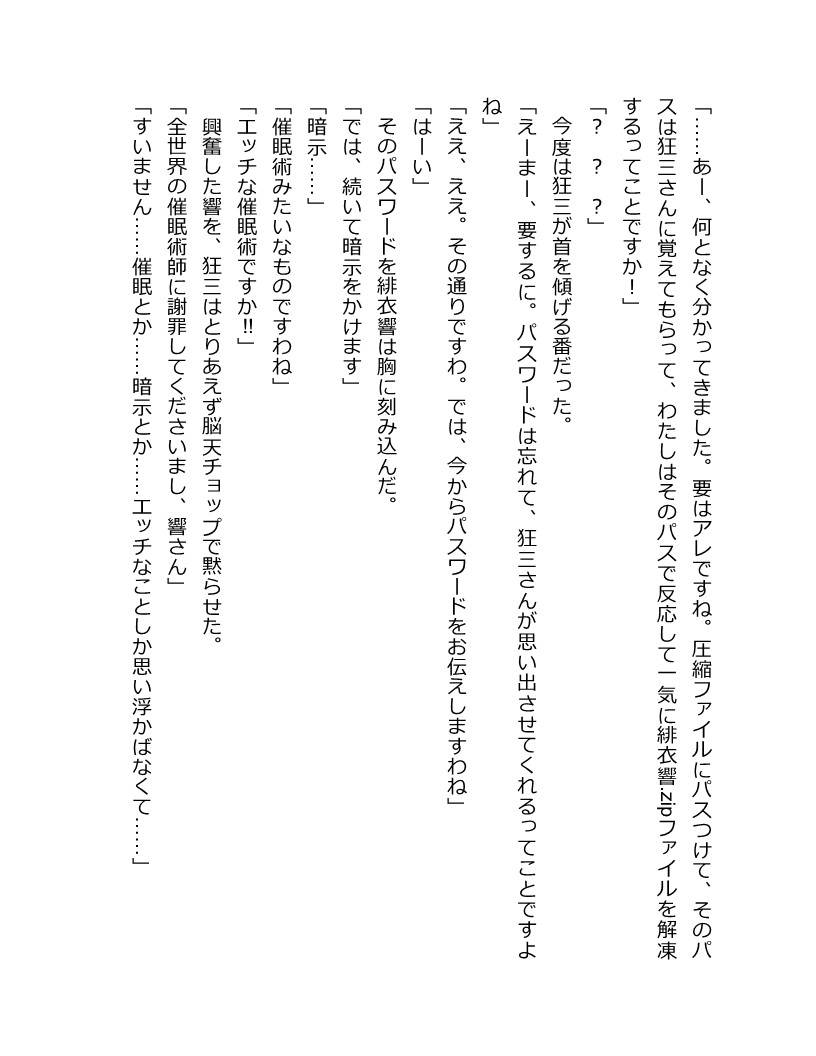 「……あー、何となく分かってきました。要はアレですね。圧縮ファイルにパスつけて、そのパ
スは狂三さんに覚えてもらって、わたしはそのパスで反応して一気に緋衣響.zipファイルを解凍
するってことですか！」
「？　？　？」
　今度は狂三が首を傾げる番だった。
「えーまー、要するに。パスワードは忘れて、狂三さんが思い出させてくれるってことですよ
ね」
「ええ、ええ。その通りですわ。では、今からパスワードをお伝えしますわね」
「はーい」
　そのパスワードを緋衣響は胸に刻み込んだ。
「では、続いて暗示をかけます」
「暗示……」
「催眠術みたいなものですわね」
「エッチな催眠術ですか‼」
　興奮した響を、狂三はとりあえず脳天チョップで黙らせた。
「全世界の催眠術師に謝罪してくださいまし、響さん」
「すいません……催眠とか……暗示とか……エッチなことしか思い浮かばなくて……」